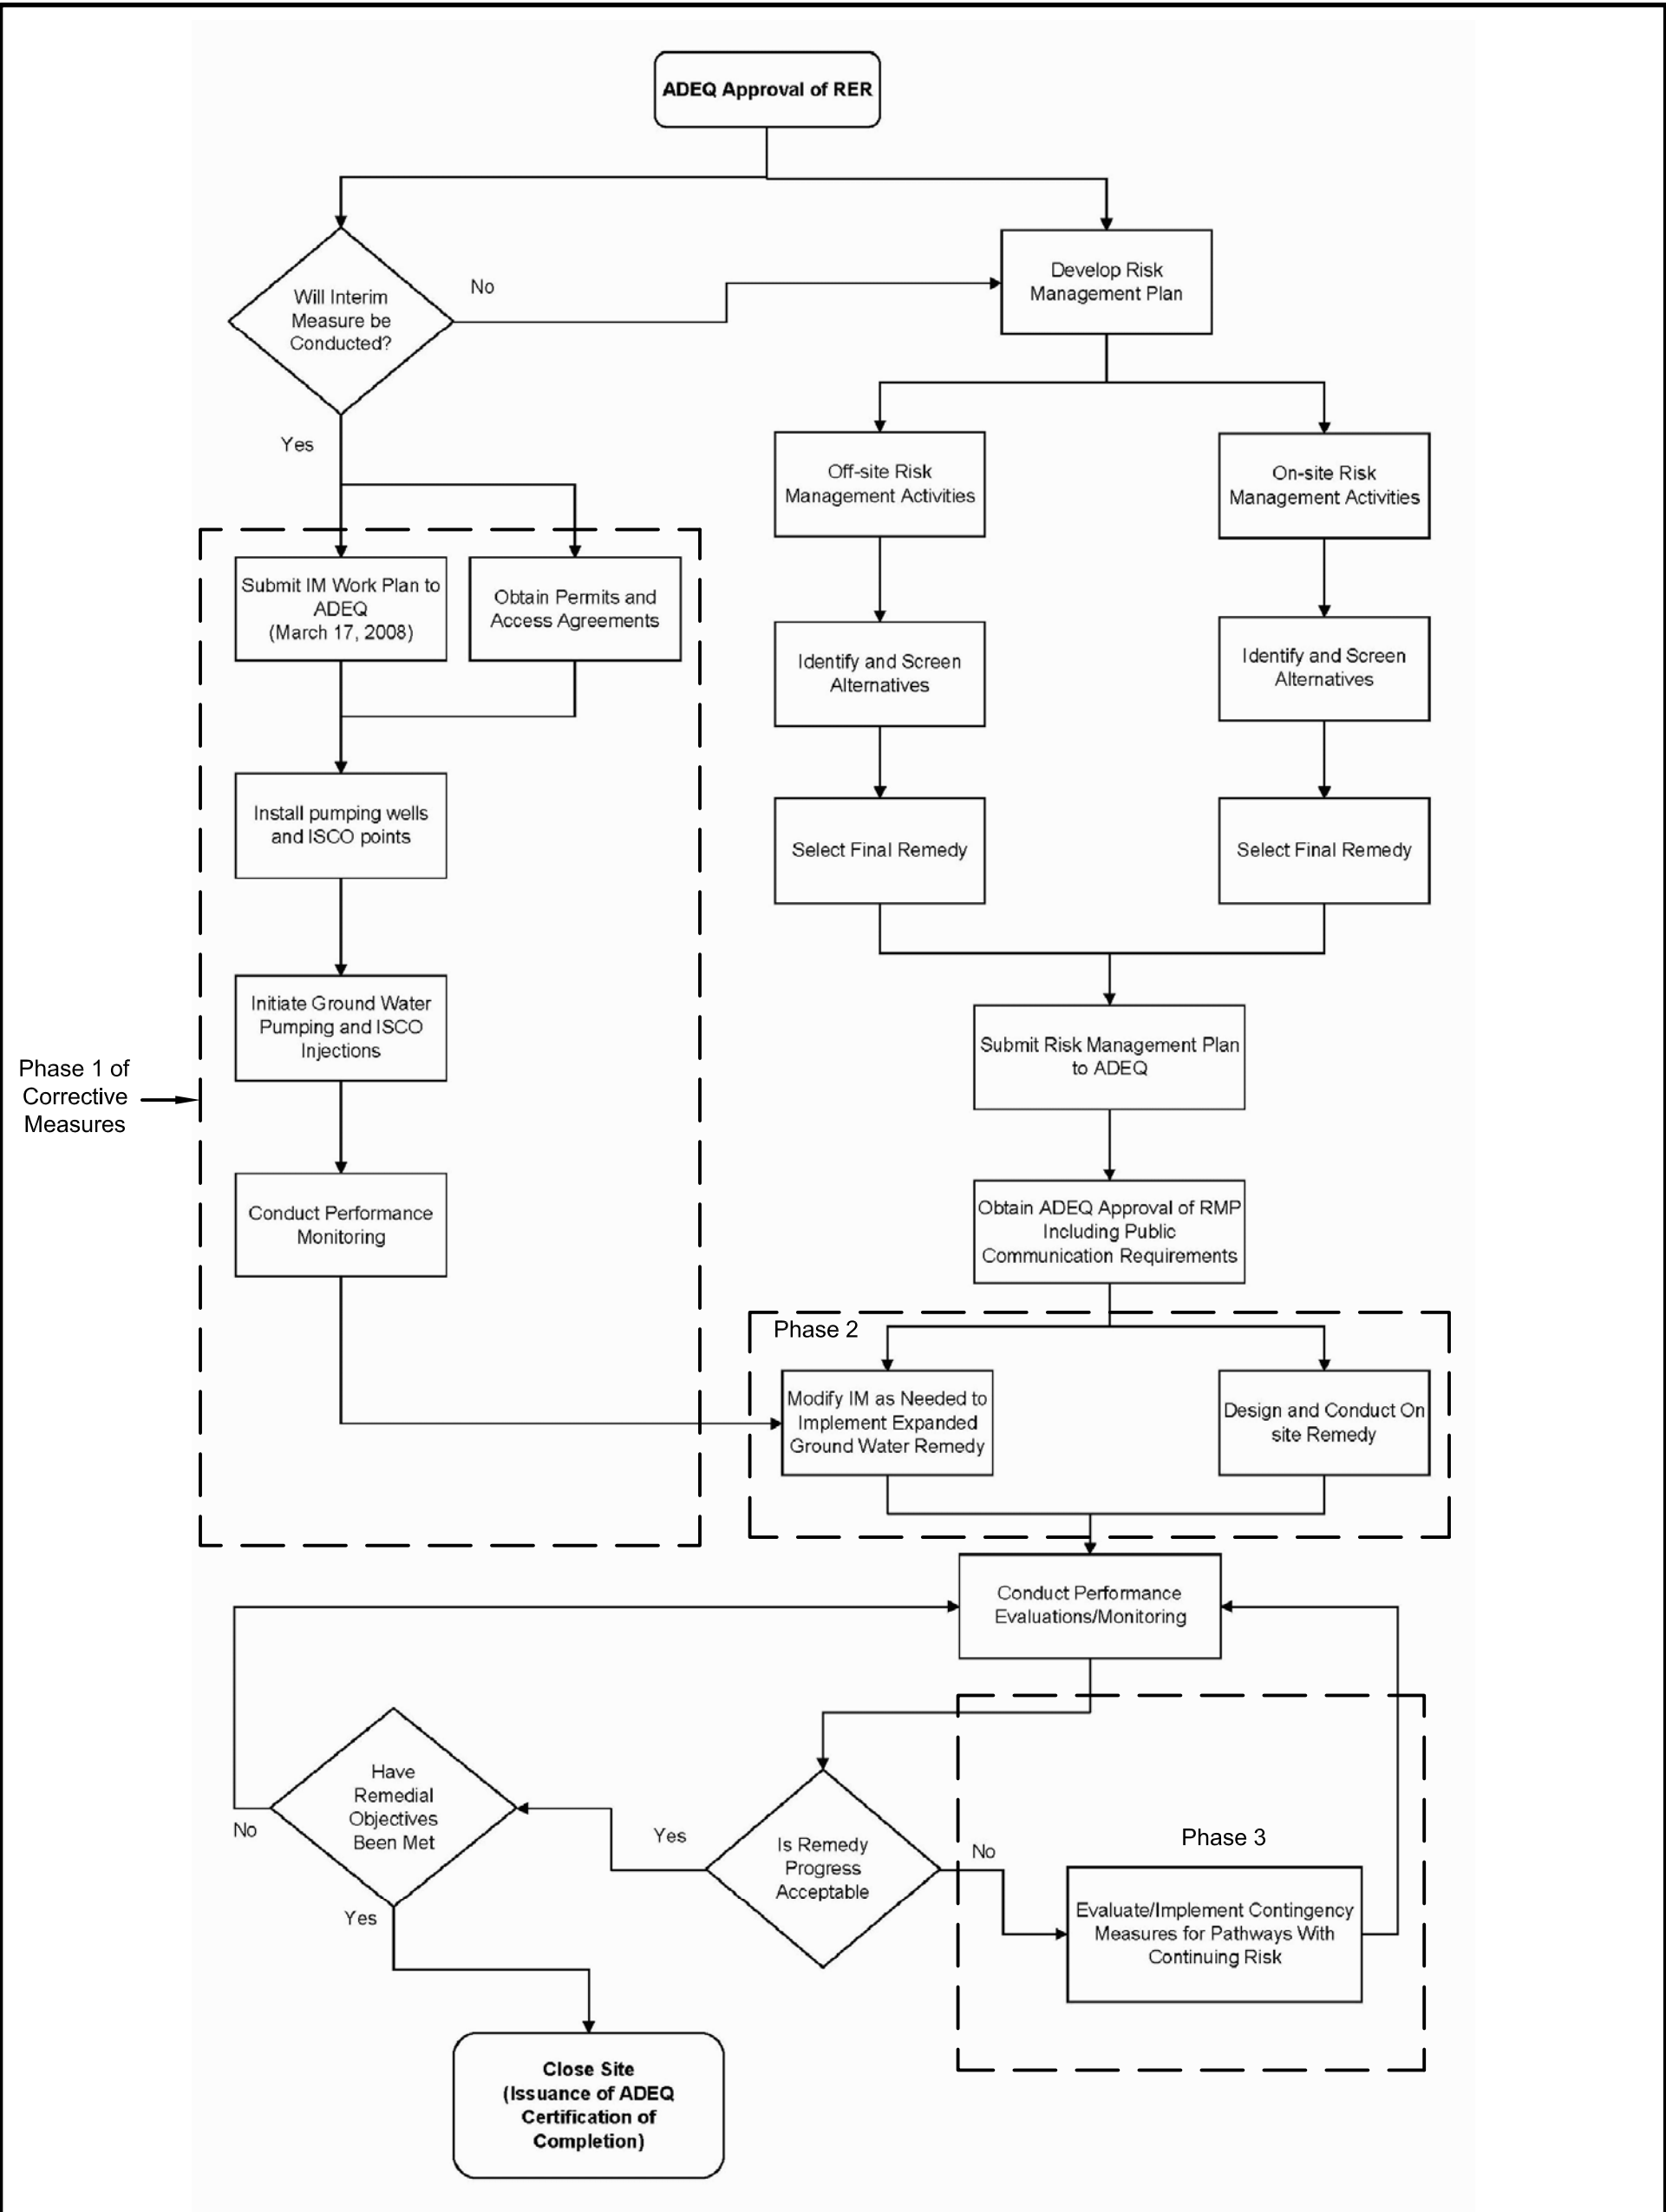 ADEQ Approval of RER
Will Interim
Measure be
Conducted?
No
Yes
Develop Risk
Management Plan
Off-site Risk
Management Activities
On-site Risk
Management Activities
Submit IM Work Plan to
ADEQ
(March 17, 2008)
Obtain Permits and
Access Agreements
Identify and Screen
Alternatives
Identify and Screen
Alternatives
Install pumping wells
and ISCO points
Select Final Remedy
Select Final Remedy
Initiate Ground Water
Pumping and ISCO
Injections
Submit Risk Management Plan
to ADEQ
Phase 1 of
Corrective
Measures
Conduct Performance
Monitoring
Obtain ADEQ Approval of RMP
Including Public
Communication Requirements
Phase 2
Modify IM as Needed to
Implement Expanded
Ground Water Remedy
Design and Conduct On
site Remedy
Conduct Performance
Evaluations/Monitoring
Have
Remedial
Objectives
Been Met
No
Yes
Yes
Is Remedy
Progress
Acceptable
No
Phase 3
Evaluate/Implement Contingency
Measures for Pathways With
Continuing Risk
Close Site
(Issuance of ADEQ
Certification of
Completion)